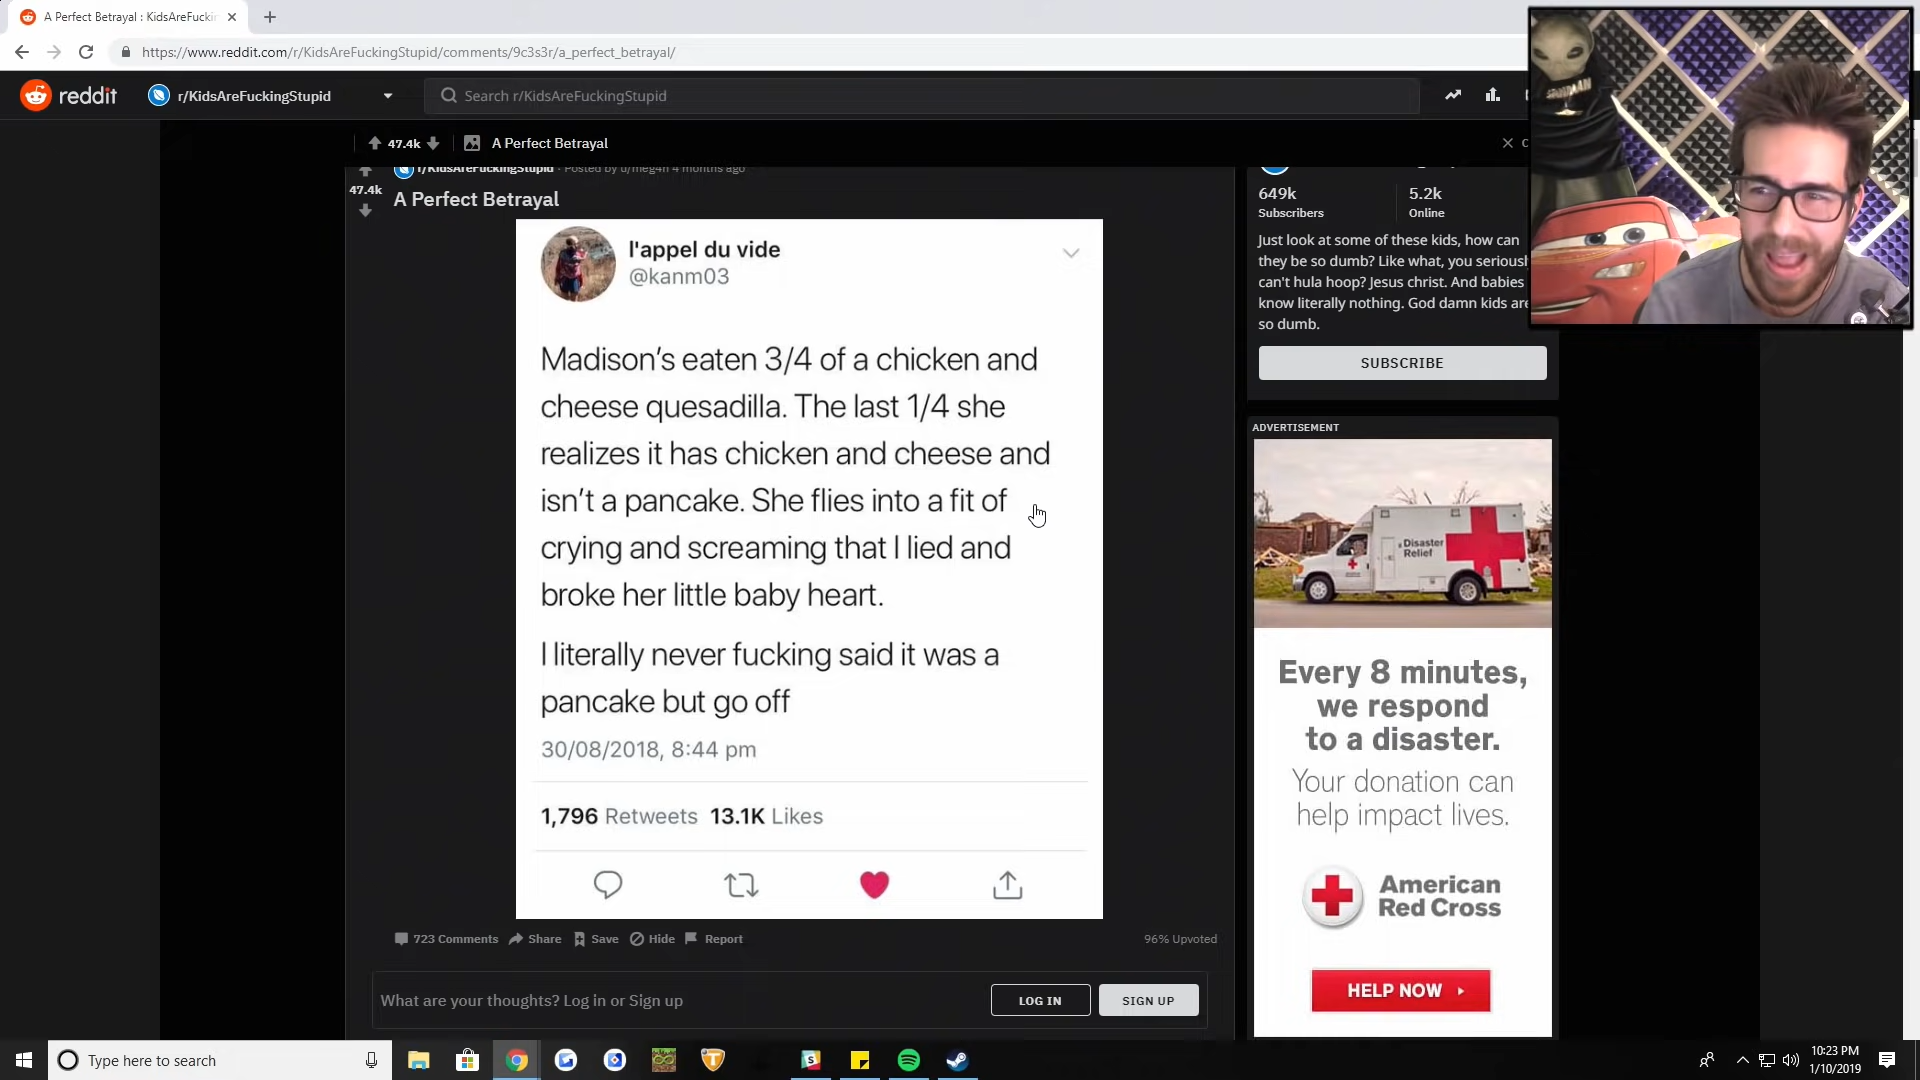 A Perfect Betrayal : KidsAreFuckin
https://www.reddit.com/r/KidsAreFuckingStupid/comments/9c3s3r/a_perfect_betrayal/
reddit
r/KidsAreFuckingStupid
Search r/KidsAreFuckingStupid
47.4k
A Perfect Betrayal
C
r/KidsAreFuckingStupid · Posted by u/meg4n 4 months ago
47.4k
A Perfect Betrayal
l'appel du vide
@kanm03
Madison's eaten 3/4 of a chicken and
cheese quesadilla. The last 1/4 she
realizes it has chicken and cheese and
isn't a pancake. She flies into a fit of
crying and screaming that I lied and
broke her little baby heart.
I literally never fucking said it was a
pancake but go off
30/08/2018, 8:44 pm
1,796 Retweets 13.1K Likes
723 Comments Share Save Hide Report
96% Upvoted
What are your thoughts? Log in or Sign up
LOG IN
SIGN UP
649k
Subscribers
5.2k
Online
Just look at some of these kids, how can
they be so dumb? Like what, you seriously
can't hula hoop? Jesus christ. And babies
know literally nothing. God damn kids are
so dumb.
SUBSCRIBE
ADVERTISEMENT
Disaster
Relief
Every 8 minutes,
we respond
to a disaster.
Your donation can
help impact lives.
American
Red Cross
HELP NOW
Type here to search
10:23 PM
1/10/2019